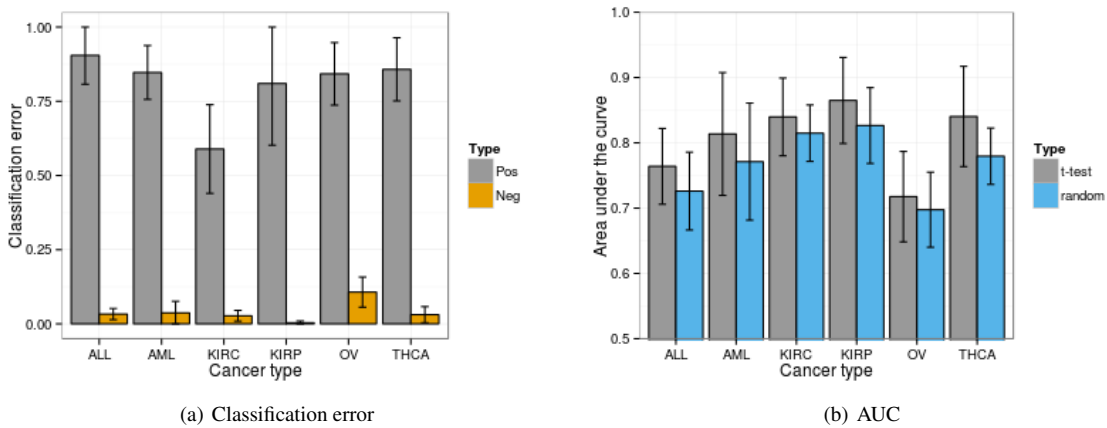 1.00
0.75
0.50
0.25
0.00
Classification error
ALL AML KIRC KIRP OV THCA
Cancer type
Type
Pos
Neg
(a) Classification error
1.0
0.9
0.8
0.7
0.6
0.5
Area under the curve
ALL AML KIRC KIRP OV THCA
Cancer type
Type
t-test
random
(b) AUC